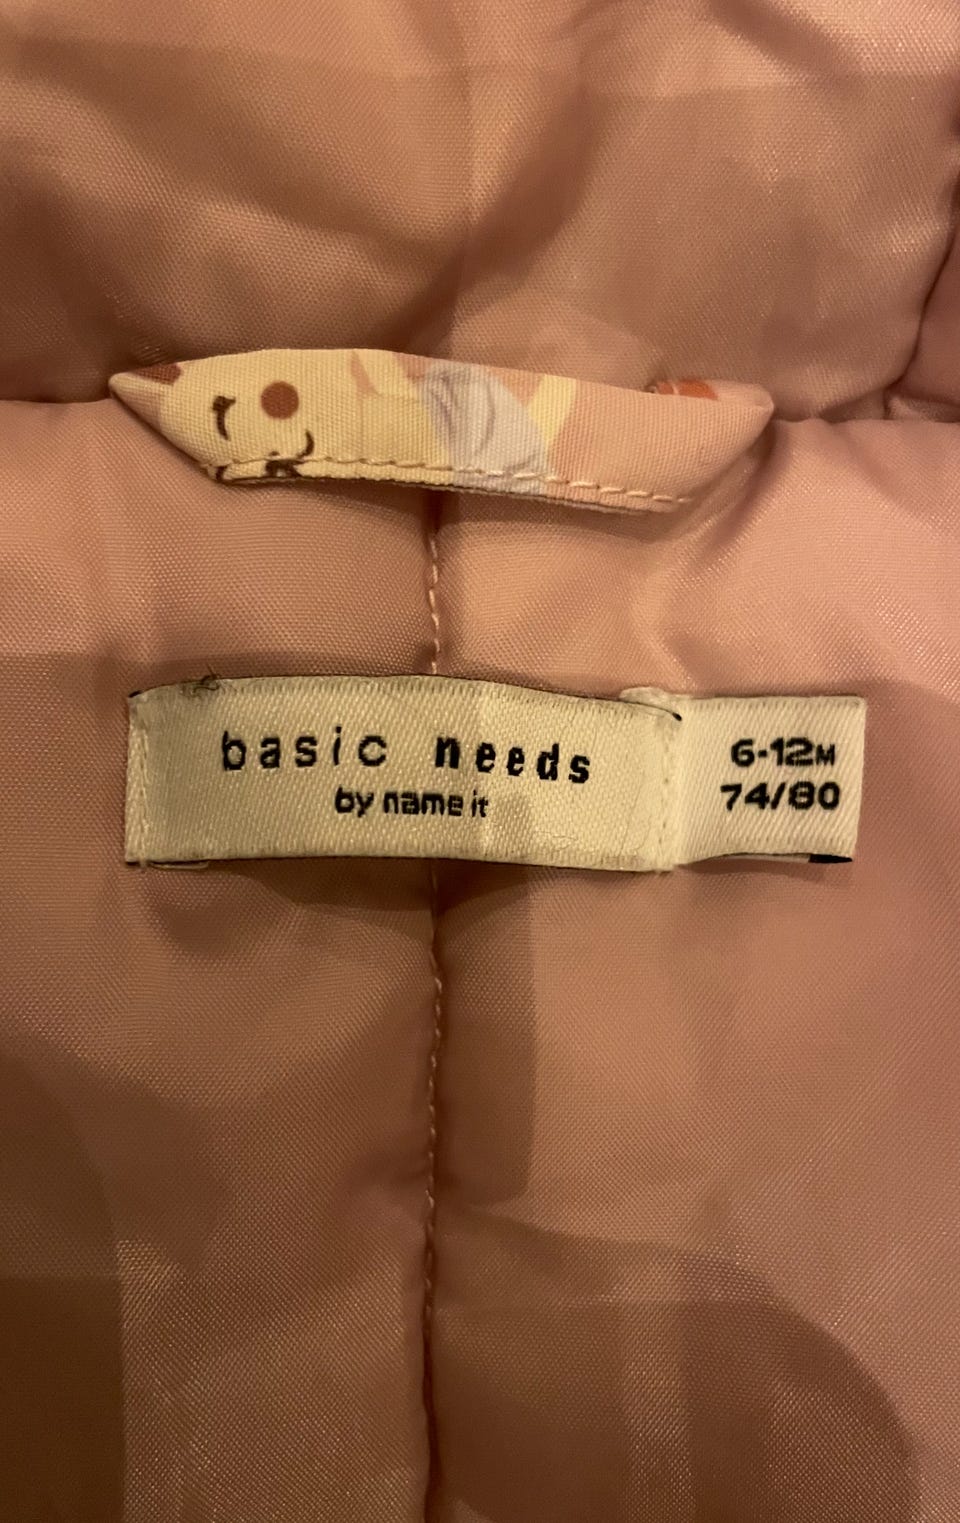 basic needs
by name it
6-12M
74/80